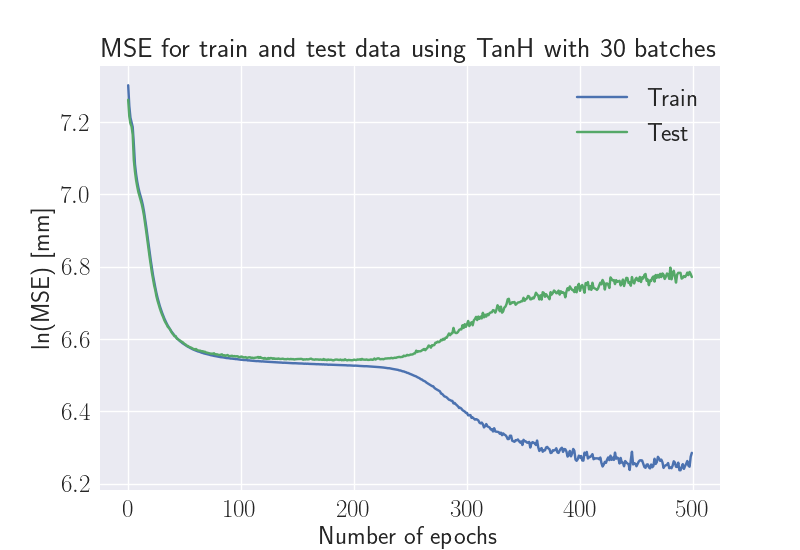 MSE for train and test data using TanH with 30 batches
Train
Test
7.2
7.0
6.8
6.6
6.4
6.2
ln(MSE) [mm]
0
100
200
300
400
500
Number of epochs